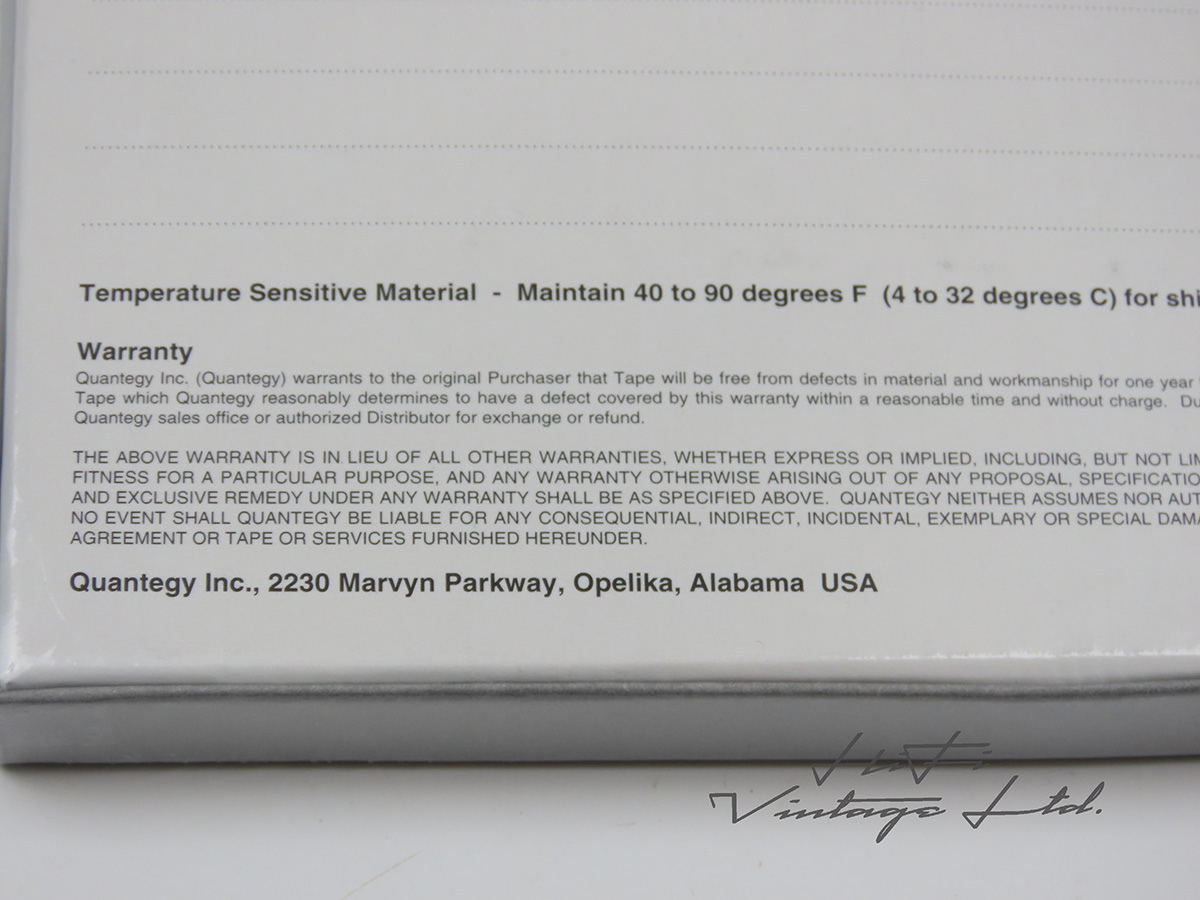 Temperature Sensitive Material - Maintain 40 to 90 degrees F (4 to 32 degrees C) for shi
Warranty
Quantegy Inc. (Quantegy) warrants to the original Purchaser that Tape will be free from defects in material and workmanship for one year
Tape which Quantegy reasonably determines to have a defect covered by this warranty within a reasonable time and without charge. Du
Quantegy sales office or authorized Distributor for exchange or refund.
THE ABOVE WARRANTY IS IN LIEU OF ALL OTHER WARRANTIES, WHETHER EXPRESS OR IMPLIED, INCLUDING, BUT NOT LIM
FITNESS FOR A PARTICULAR PURPOSE, AND ANY WARRANTY OTHERWISE ARISING OUT OF ANY PROPOSAL, SPECIFICATIO
AND EXCLUSIVE REMEDY UNDER ANY WARRANTY SHALL BE AS SPECIFIED ABOVE. QUANTEGY NEITHER ASSUMES NOR AUT
NO EVENT SHALL QUANTEGY BE LIABLE FOR ANY CONSEQUENTIAL, INDIRECT, INCIDENTAL, EXEMPLARY OR SPECIAL DAMA
AGREEMENT OR TAPE OR SERVICES FURNISHED HEREUNDER.
Quantegy Inc., 2230 Marvyn Parkway, Opelika, Alabama USA
HiFi
Vintage Ltd.